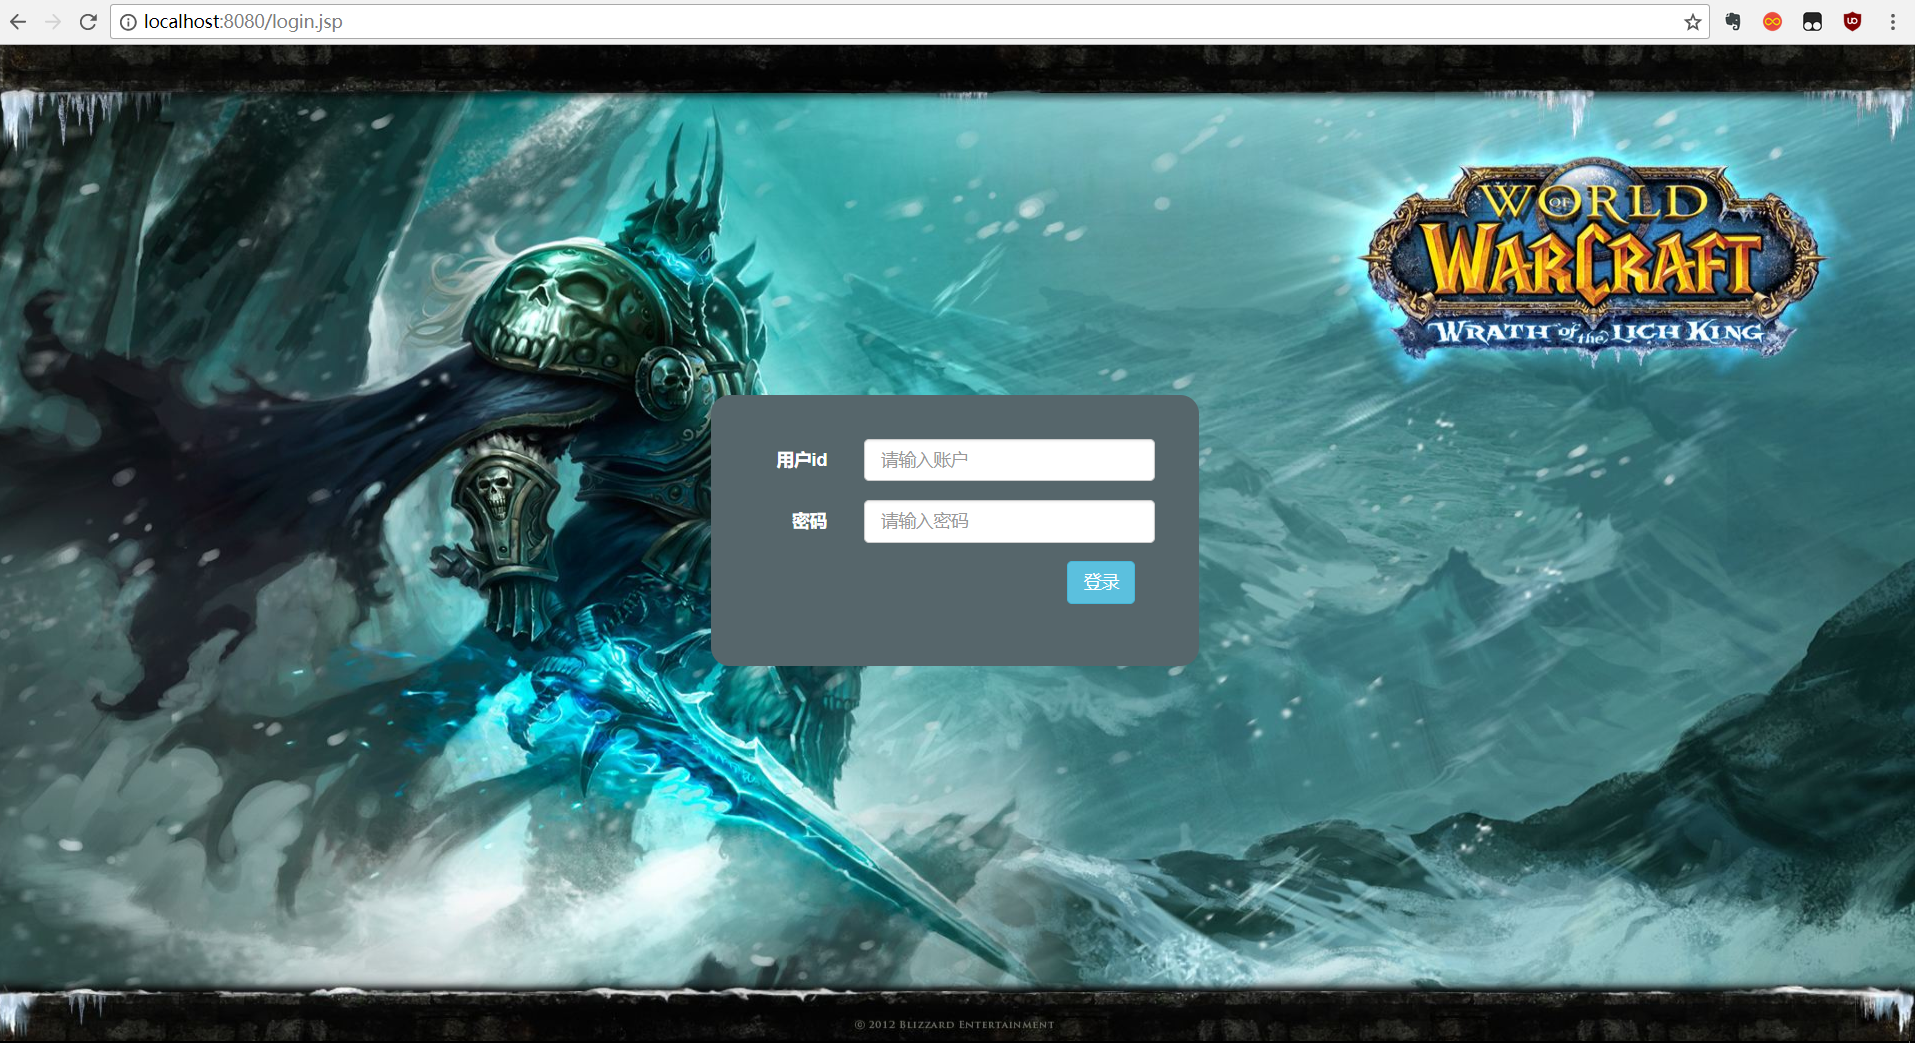 localhost:8080/login.jsp
WORLD
OF
WARCRAFT
WRATH of the LICH KING
用户id 请输入账户
密码 请输入密码
登录
© 2012 BLIZZARD ENTERTAINMENT